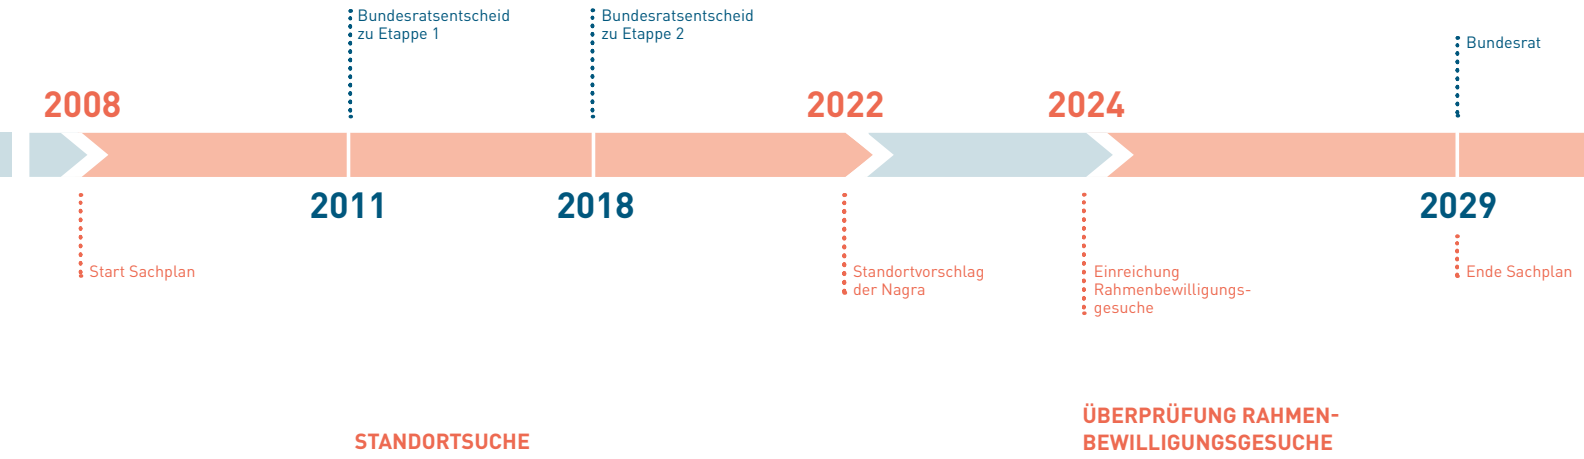 Bundesratsentscheid
zu Etappe 1
Bundesratsentscheid
zu Etappe 2
Bundesrat
2008
2022
2024
2011
2018
2029
Start Sachplan
Standortvorschlag
der Nagra
Einreichung
Rahmenbewilligungs-
gesuche
Ende Sachplan
STANDORTSUCHE
ÜBERPRÜFUNG RAHMEN-
BEWILLIGUNGSGESUCHE